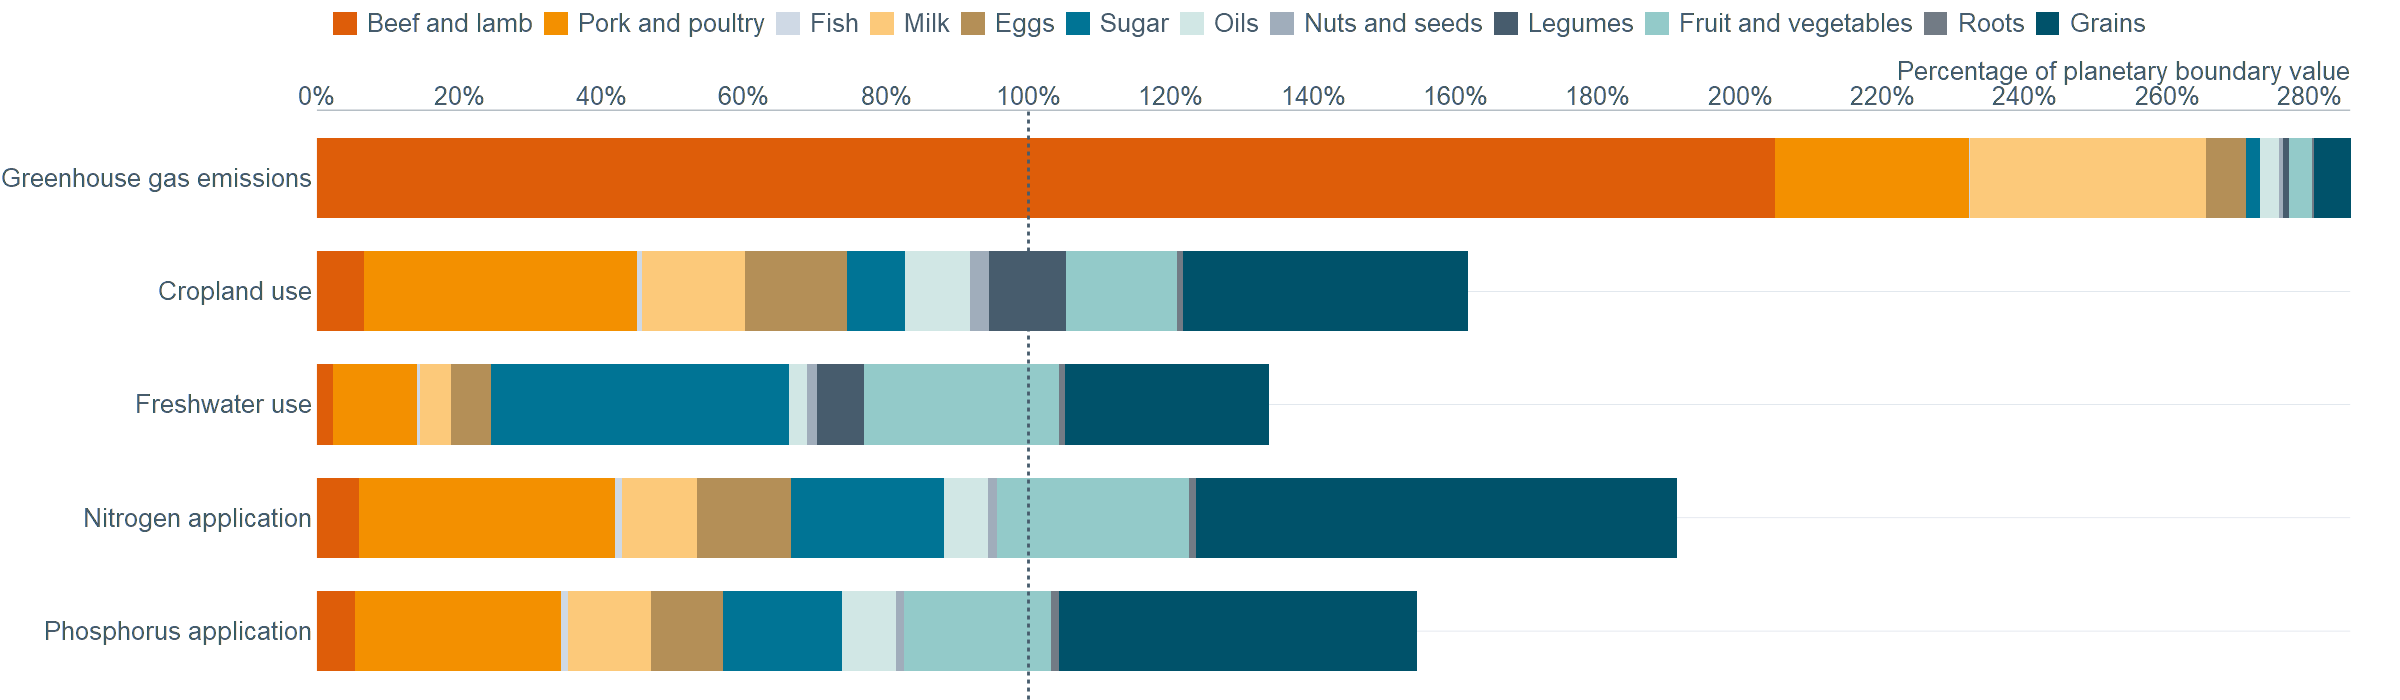 Beef and lamb Pork and poultry Fish Milk Eggs Sugar Oils Nuts and seeds Legumes Fruit and vegetables Roots Grains
Percentage of planetary boundary value
0% 20% 40% 60% 80% 100% 120% 140% 160% 180% 200% 220% 240% 260% 280%
Greenhouse gas emissions
Cropland use
Freshwater use
Nitrogen application
Phosphorus application